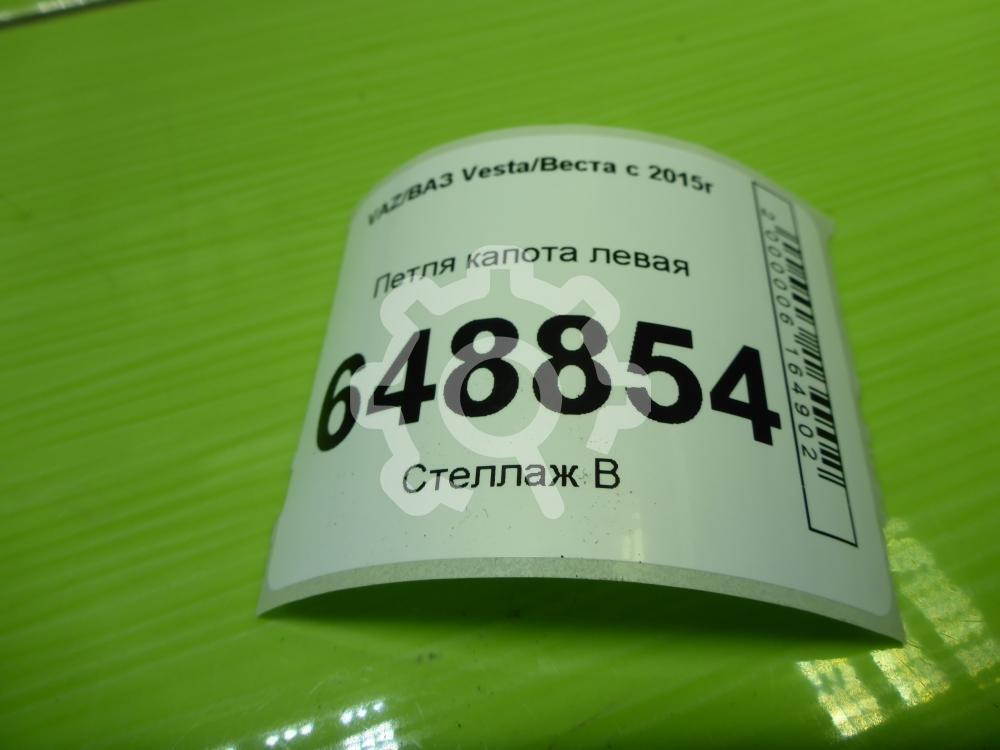 VAZ/ВАЗ Vesta/Веста с 2015г
Петля капота левая
648854
Стеллаж В
2000006164902